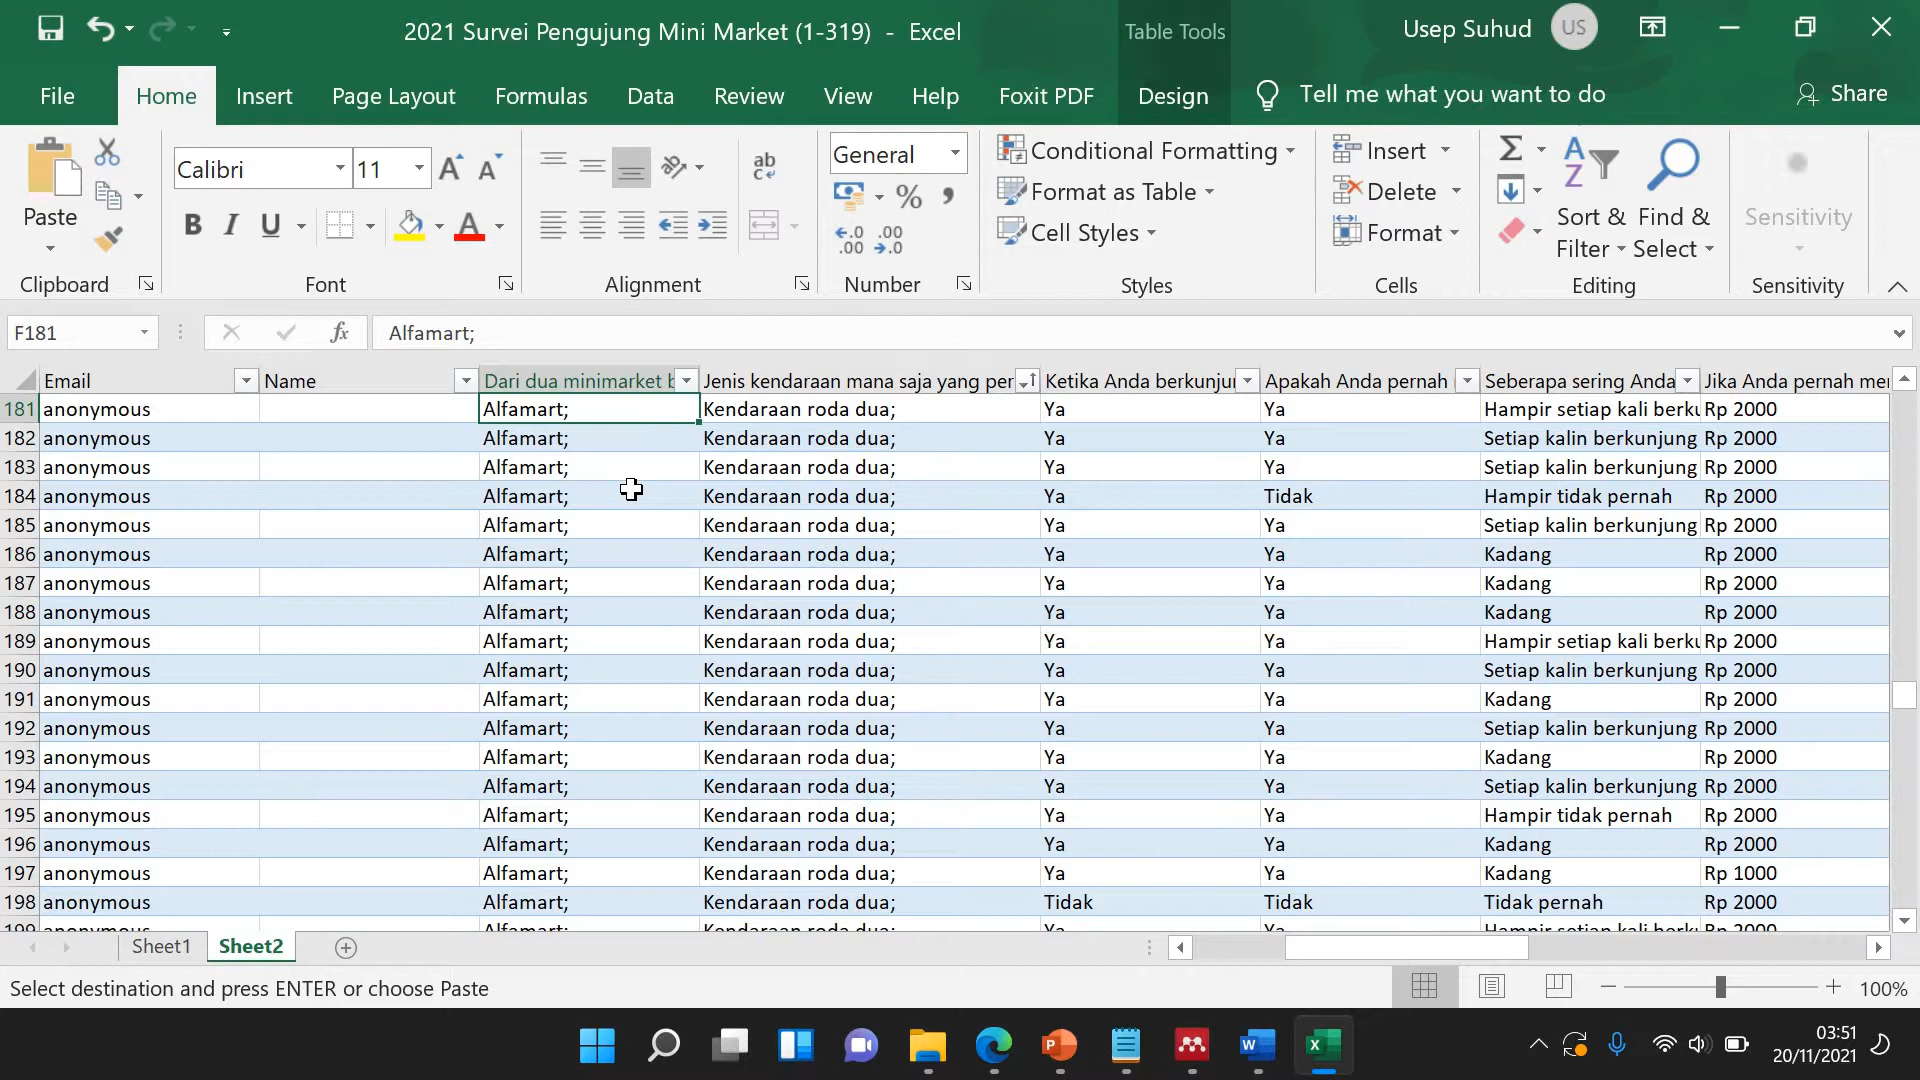 2021 Survei Pengujung Mini Market (1-319) - Excel
Table Tools
Usep Suhud
US
File
Home
Insert
Page Layout
Formulas
Data
Review
View
Help
Foxit PDF
Design
Tell me what you want to do
Share
Paste
Calibri
11
General
Conditional Formatting
Format as Table
Cell Styles
Insert
Delete
Format
Sort & Filter
Find & Select
Sensitivity
Clipboard
Font
Alignment
Number
Styles
Cells
Editing
Sensitivity
F181
fx
Alfamart;
Email Name Dari dua minimarket b Jenis kendaraan mana saja yang per Ketika Anda berkunju Apakah Anda pernah Seberapa sering Anda Jika Anda pernah mer
181 anonymous Alfamart; Kendaraan roda dua; Ya Ya Hampir setiap kali berku Rp 2000
182 anonymous Alfamart; Kendaraan roda dua; Ya Ya Setiap kalin berkunjung Rp 2000
183 anonymous Alfamart; Kendaraan roda dua; Ya Ya Setiap kalin berkunjung Rp 2000
184 anonymous Alfamart; Kendaraan roda dua; Ya Tidak Hampir tidak pernah Rp 2000
185 anonymous Alfamart; Kendaraan roda dua; Ya Ya Setiap kalin berkunjung Rp 2000
186 anonymous Alfamart; Kendaraan roda dua; Ya Ya Kadang Rp 2000
187 anonymous Alfamart; Kendaraan roda dua; Ya Ya Kadang Rp 2000
188 anonymous Alfamart; Kendaraan roda dua; Ya Ya Kadang Rp 2000
189 anonymous Alfamart; Kendaraan roda dua; Ya Ya Hampir setiap kali berku Rp 2000
190 anonymous Alfamart; Kendaraan roda dua; Ya Ya Setiap kalin berkunjung Rp 2000
191 anonymous Alfamart; Kendaraan roda dua; Ya Ya Kadang Rp 2000
192 anonymous Alfamart; Kendaraan roda dua; Ya Ya Setiap kalin berkunjung Rp 2000
193 anonymous Alfamart; Kendaraan roda dua; Ya Ya Kadang Rp 2000
194 anonymous Alfamart; Kendaraan roda dua; Ya Ya Setiap kalin berkunjung Rp 2000
195 anonymous Alfamart; Kendaraan roda dua; Ya Ya Hampir tidak pernah Rp 2000
196 anonymous Alfamart; Kendaraan roda dua; Ya Ya Kadang Rp 2000
197 anonymous Alfamart; Kendaraan roda dua; Ya Ya Kadang Rp 1000
198 anonymous Alfamart; Kendaraan roda dua; Tidak Tidak Tidak pernah Rp 2000
199 anonymous Alfamart; Kendaraan roda dua; Ya Ya Hampir setiap kali berku Rp 2000
Sheet1
Sheet2
Select destination and press ENTER or choose Paste
100%
03:51
20/11/2021